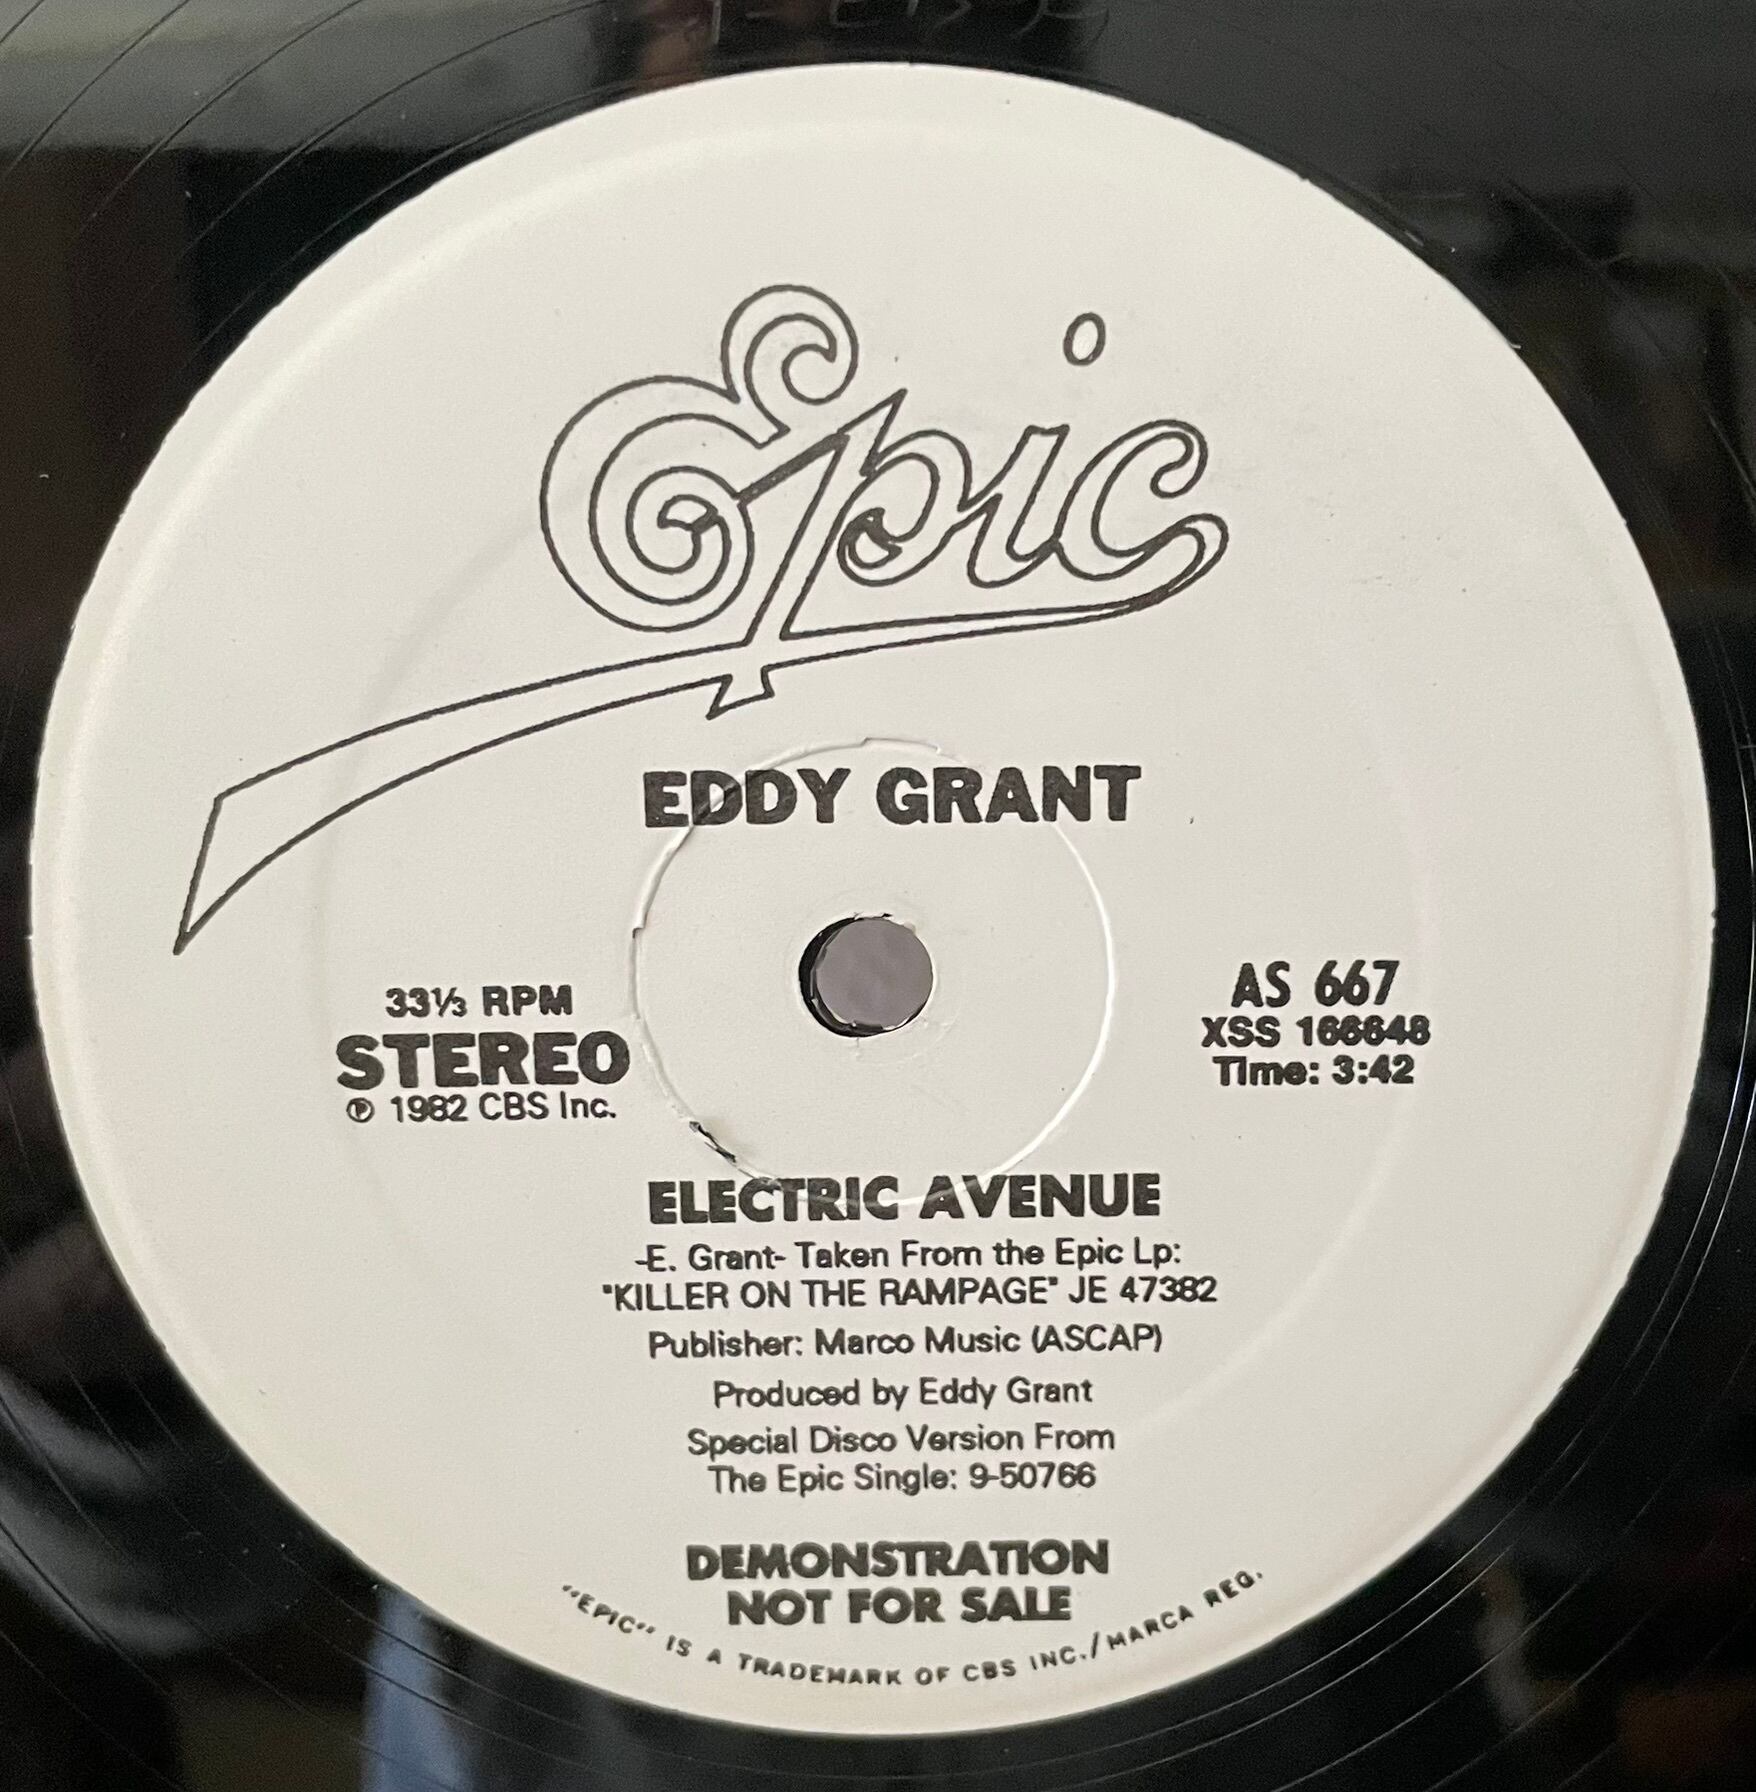 Epic
EDDY GRANT
33⅓ RPM
STEREO
℗ 1982 CBS Inc.
AS 667
XSS 166648
Time: 3:42
ELECTRIC AVENUE
-E. Grant- Taken From the Epic Lp:
"KILLER ON THE RAMPAGE" JE 47382
Publisher: Marco Music (ASCAP)
Produced by Eddy Grant
Special Disco Version From
The Epic Single: 9-50766
DEMONSTRATION
NOT FOR SALE
"EPIC" IS A TRADEMARK OF CBS INC./MARCA REG.